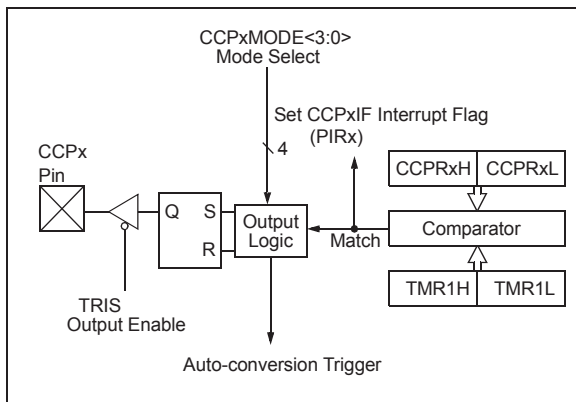 CCPxMODE<3:0>
Mode Select
Set CCPxIF Interrupt Flag
(PIRx)
4
CCPx
Pin
CCPRxH CCPRxL
Q S
R
Output
Logic
Match
Comparator
TRIS
Output Enable
TMR1H TMR1L
Auto-conversion Trigger